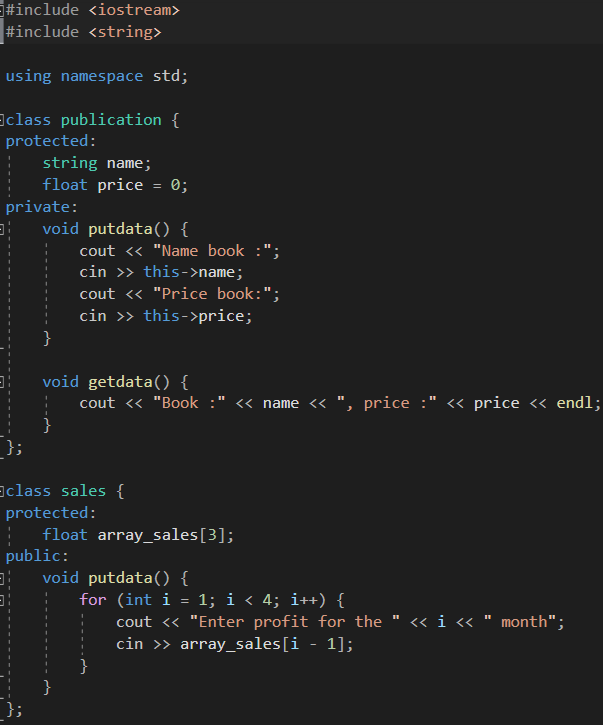 #include <iostream>
#include <string>
using namespace std;
class publication {
protected:
string name;
float price = 0;
private:
void putdata() {
cout << "Name book :";
cin >> this->name;
cout << "Price book:";
cin >> this->price;
}
void getdata() {
cout << "Book :" << name << ", price :" << price << endl;
}
};
class sales {
protected:
float array_sales[3];
public:
void putdata() {
for (int i = 1; i < 4; i++) {
cout << "Enter profit for the " << i << " month";
cin >> array_sales[i - 1];
}
}
};